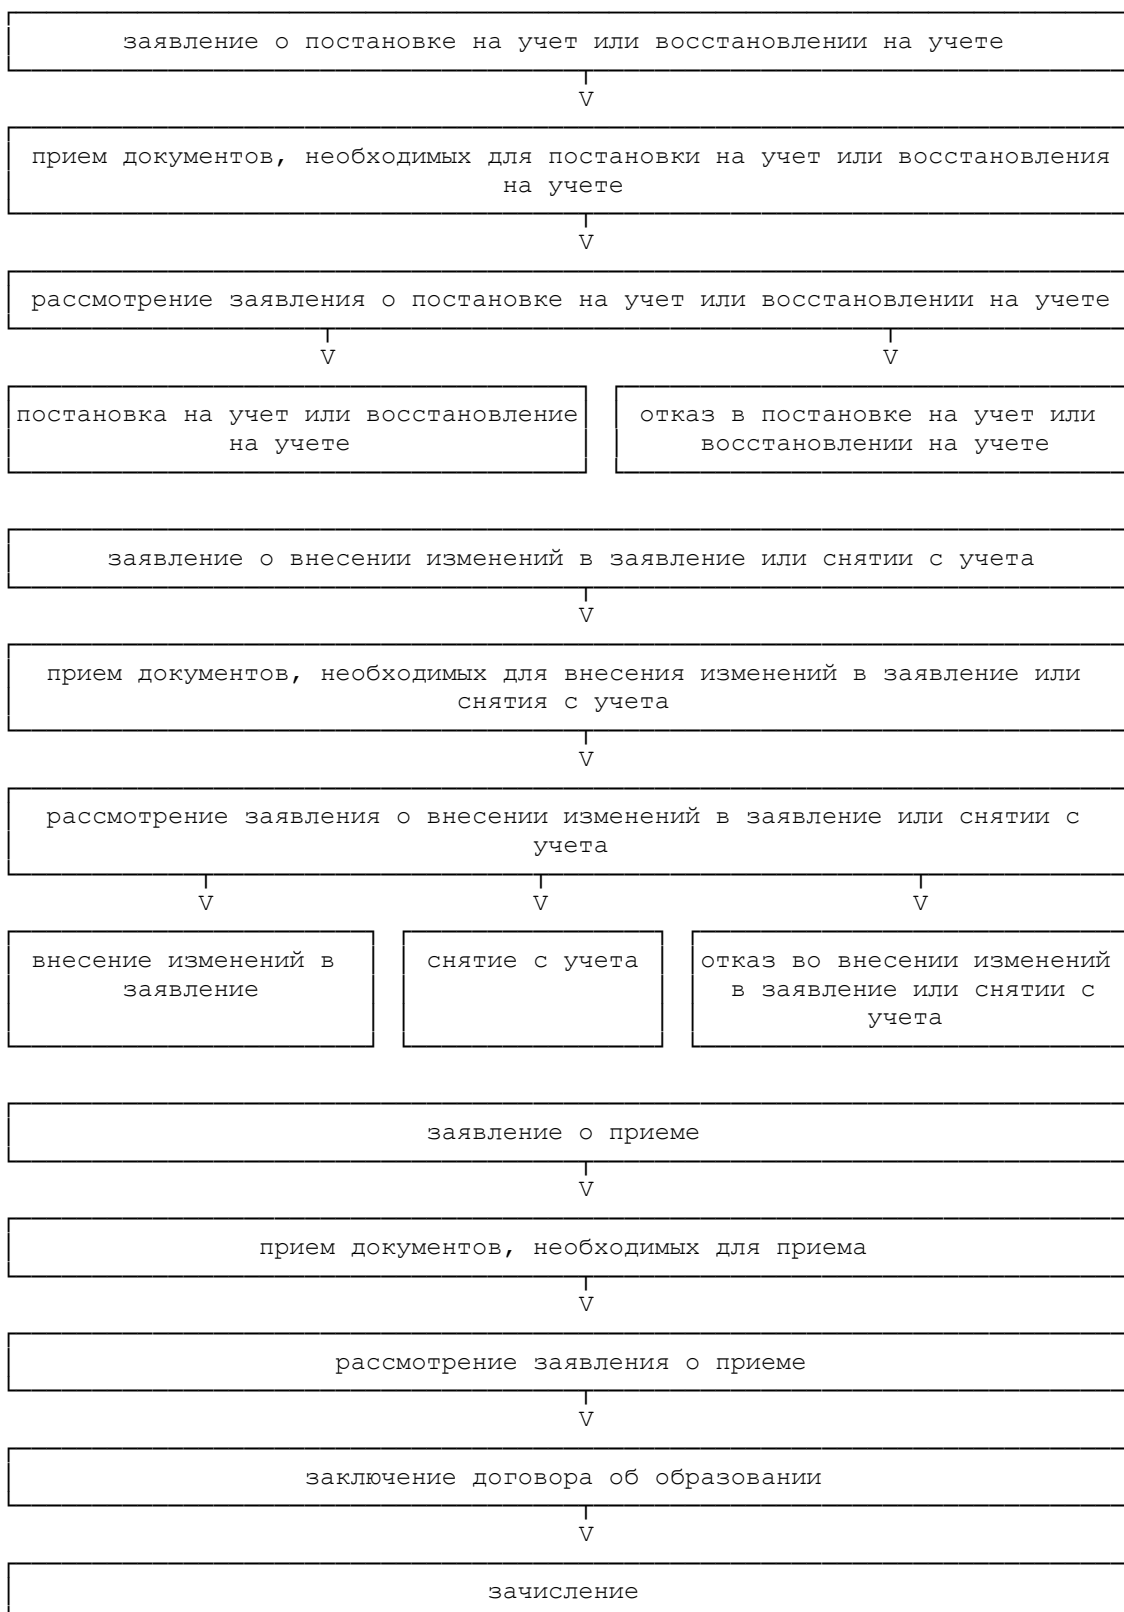 заявление о постановке на учет или восстановлении на учете
V
прием документов, необходимых для постановки на учет или восстановления
на учете
V
рассмотрение заявления о постановке на учет или восстановлении на учете
V V
постановка на учет или восстановление
на учете
отказ в постановке на учет или
восстановлении на учете
заявление о внесении изменений в заявление или снятии с учета
V
прием документов, необходимых для внесения изменений в заявление или
снятия с учета
V
рассмотрение заявления о внесении изменений в заявление или снятии с
учета
V V V
внесение изменений в
заявление
снятие с учета
отказ во внесении изменений
в заявление или снятии с
учета
заявление о приеме
V
прием документов, необходимых для приема
V
рассмотрение заявления о приеме
V
заключение договора об образовании
V
зачисление